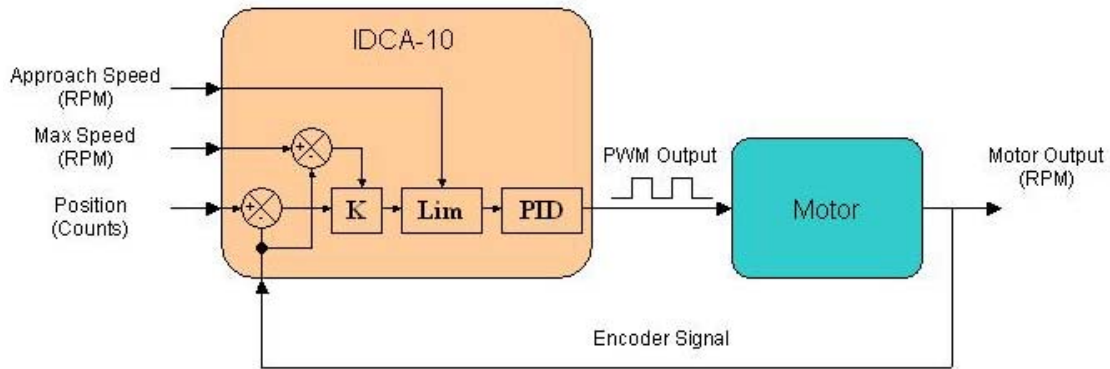 IDCA-10
Approach Speed
(RPM)
Max Speed
(RPM)
Position
(Counts)
+
-
+
-
K
Lim
PID
PWM Output
Motor
Motor Output
(RPM)
Encoder Signal